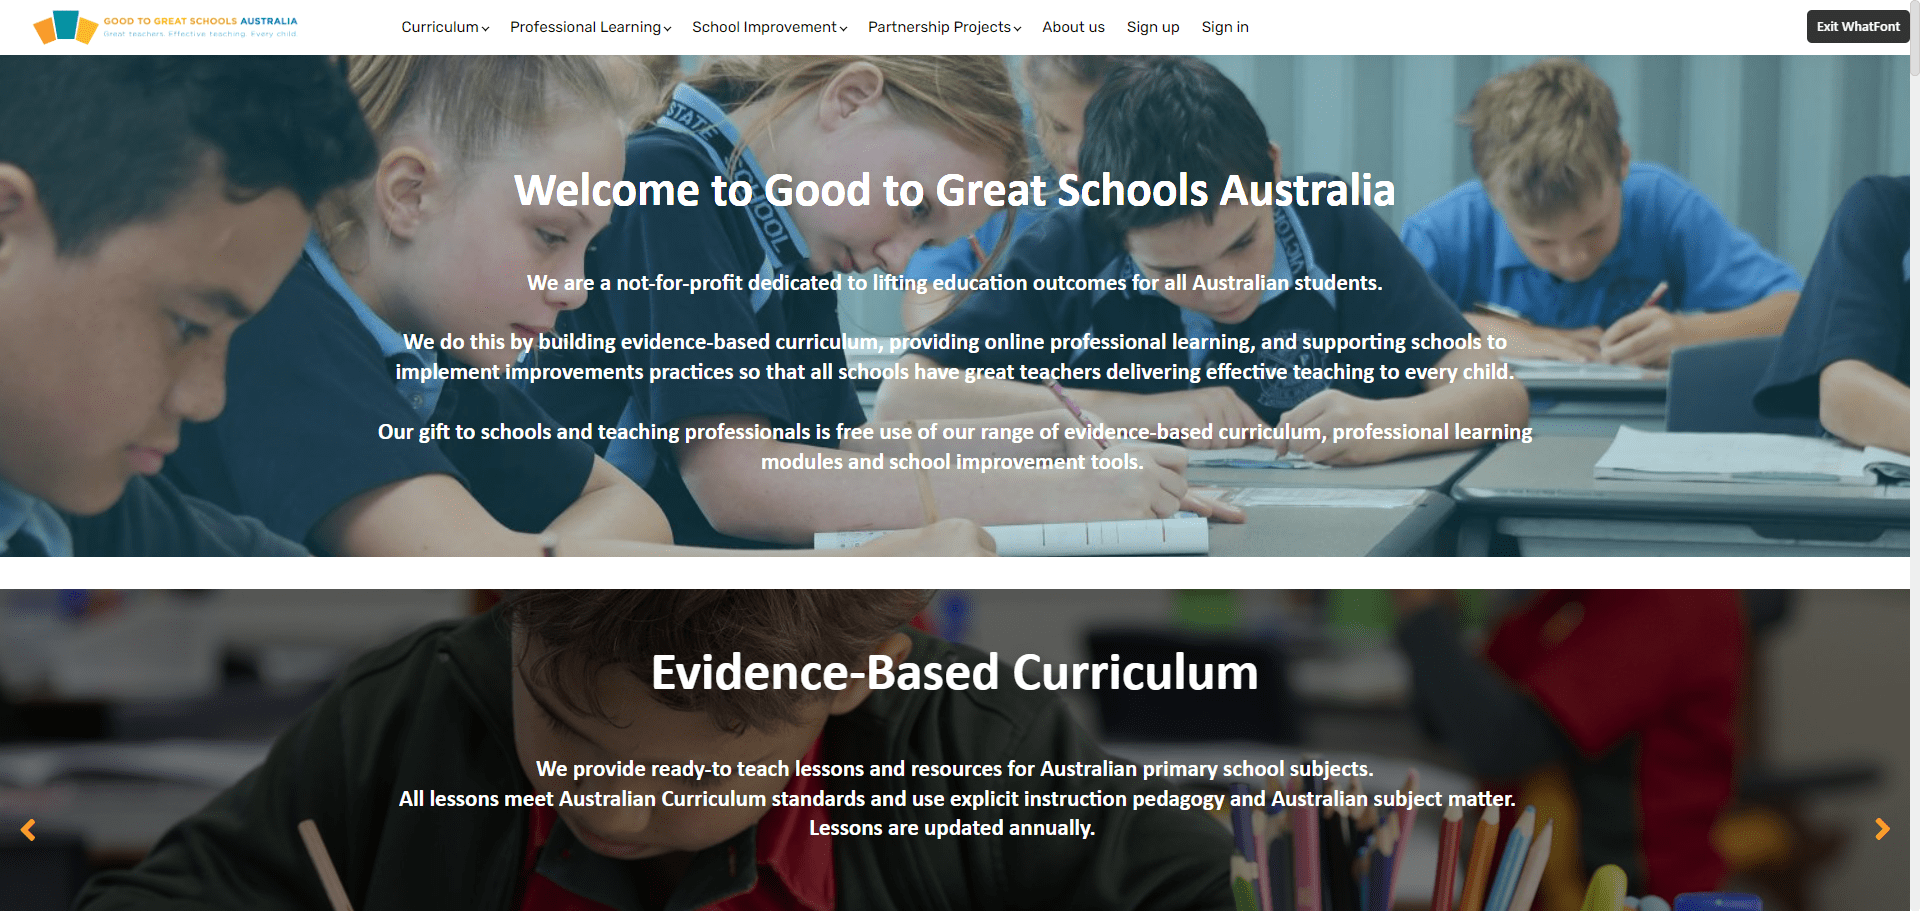 GOOD TO GREAT SCHOOLS AUSTRALIA
Great teachers. Effective teaching. Every child.
Curriculum Professional Learning School Improvement Partnership Projects About us Sign up Sign in
Exit WhatFont
STATE
SCHOOL
Welcome to Good to Great Schools Australia
We are a not-for-profit dedicated to lifting education outcomes for all Australian students.
We do this by building evidence-based curriculum, providing online professional learning, and supporting schools to
implement improvements practices so that all schools have great teachers delivering effective teaching to every child.
Our gift to schools and teaching professionals is free use of our range of evidence-based curriculum, professional learning
modules and school improvement tools.
Evidence-Based Curriculum
We provide ready-to teach lessons and resources for Australian primary school subjects.
All lessons meet Australian Curriculum standards and use explicit instruction pedagogy and Australian subject matter.
Lessons are updated annually.